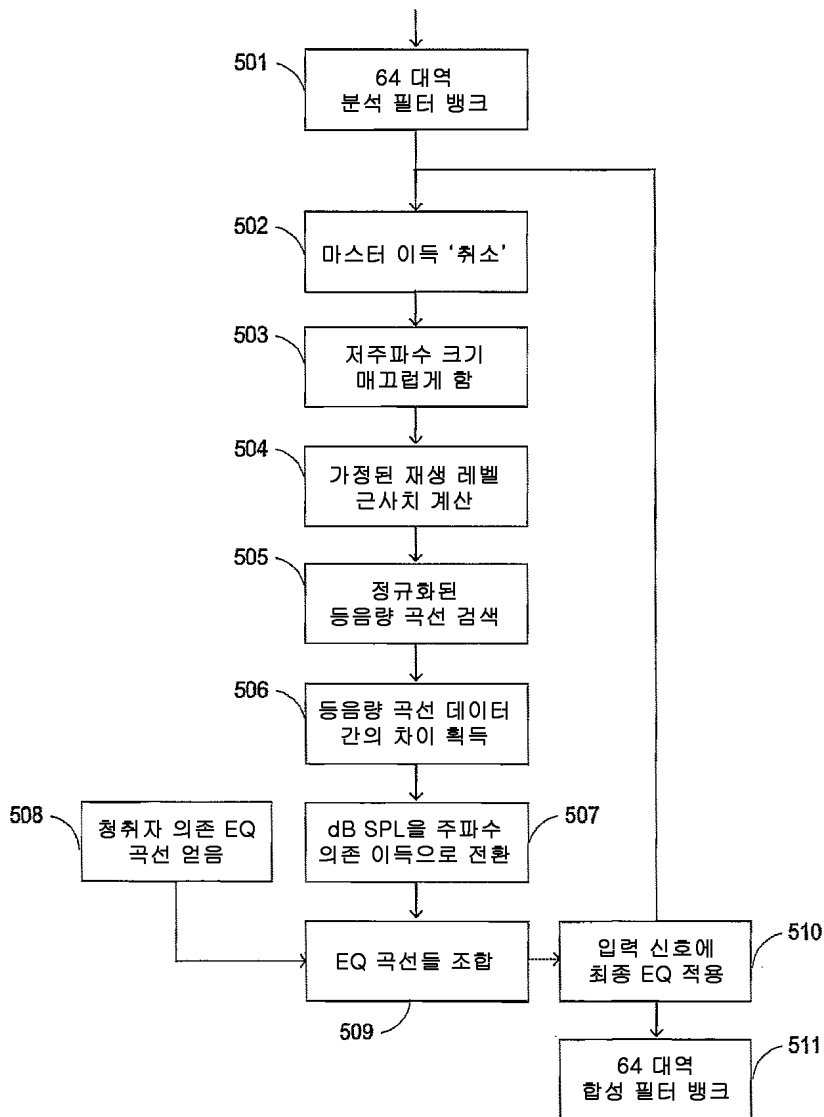 501
64 대역
분석 필터 뱅크
502
마스터 이득 ‘취소’
503
저주파수 크기
매끄럽게 함
504
가정된 재생 레벨
근사치 계산
505
정규화된
등음량 곡선 검색
506
등음량 곡선 데이터
간의 차이 획득
508
청취자 의존 EQ
곡선 얻음
dB SPL을 주파수
의존 이득으로 전환
507
EQ 곡선들 조합
509
입력 신호에
최종 EQ 적용
510
64 대역
합성 필터 뱅크
511